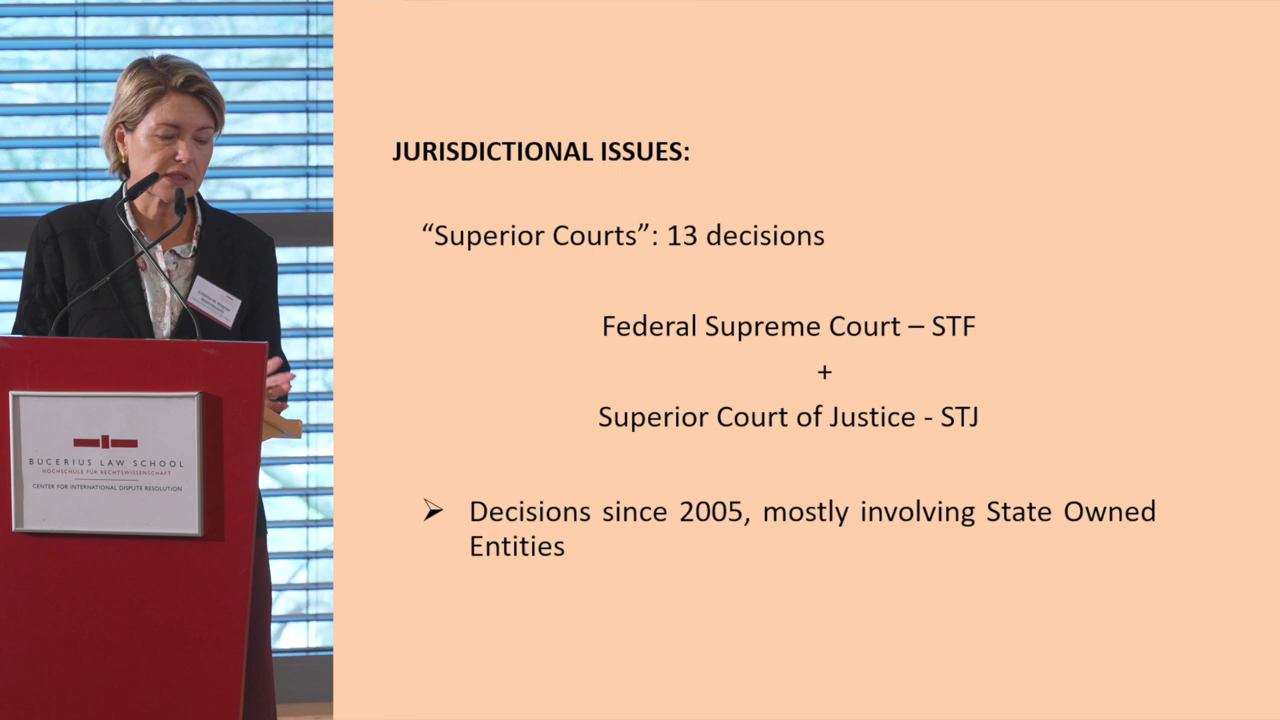 JURISDICTIONAL ISSUES:
“Superior Courts”: 13 decisions
Federal Supreme Court – STF
+
Superior Court of Justice - STJ
➢ Decisions since 2005, mostly involving State Owned
Entities
BUCERIUS LAW SCHOOL
HOCHSCHULE FÜR RECHTSWISSENSCHAFT
CENTER FOR INTERNATIONAL DISPUTE RESOLUTION